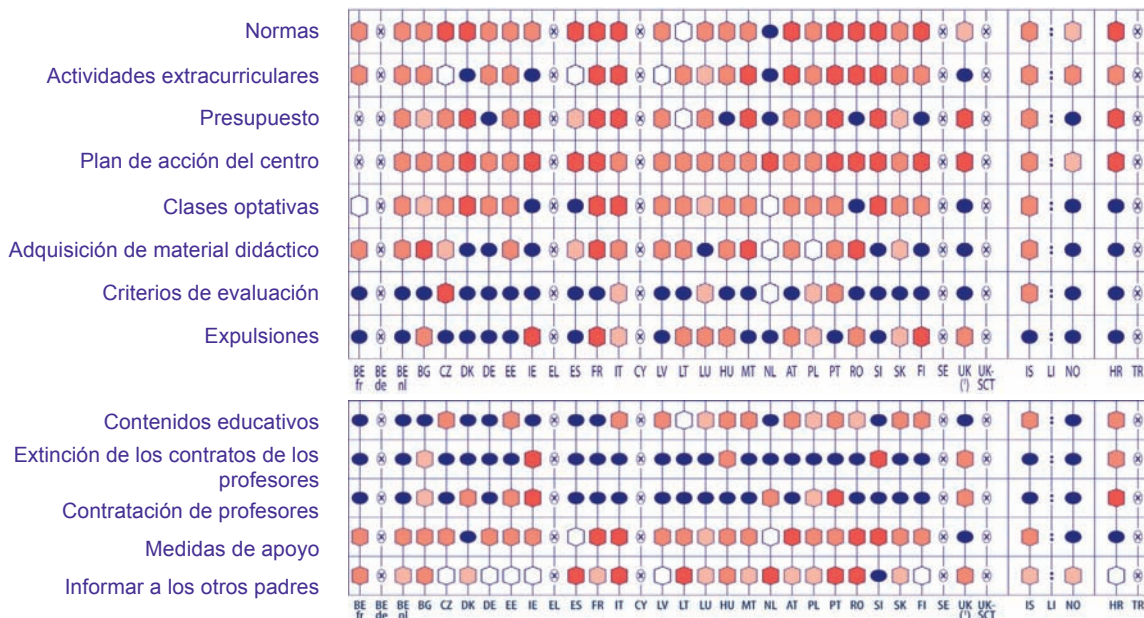 Normas
Actividades extracurriculares
Presupuesto
Plan de acción del centro
Clases optativas
Adquisición de material didáctico
Criterios de evaluación
Expulsiones
BE fr BE de BE nl BG CZ DK DE EE IE EL ES FR IT CY LV LT LU HU MT NL AT PL PT RO SI SK FI SE UK (¹) UK-SCT IS LI NO HR TR
Contenidos educativos
Extinción de los contratos de los
profesores
Contratación de profesores
Medidas de apoyo
Informar a los otros padres
BE fr BE de BE nl BG CZ DK DE EE IE EL ES FR IT CY LV LT LU HU MT NL AT PL PT RO SI SK FI SE UK (¹) UK-SCT IS LI NO HR TR